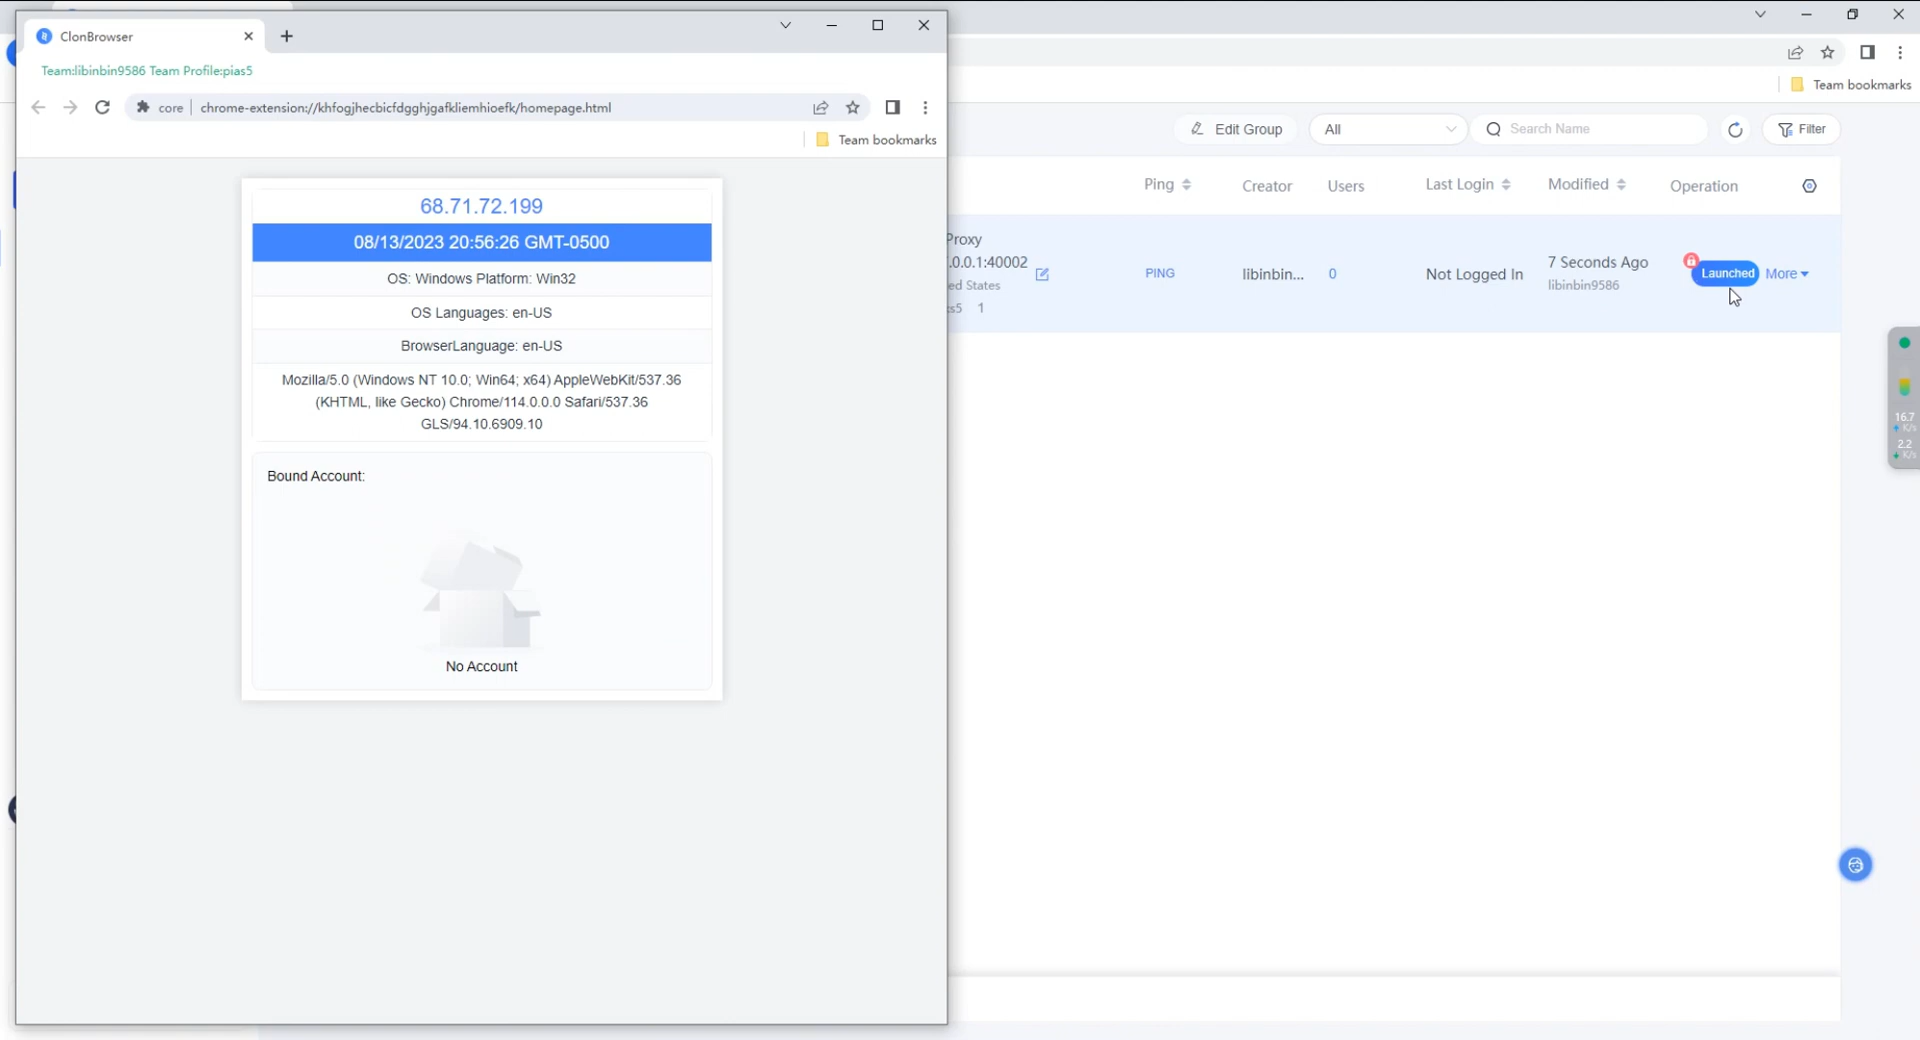 ClonBrowser
Team:libinbin9586 Team Profile:pias5
core
chrome-extension://khfogjhecbicfdgghjgafkliemhioefk/homepage.html
Team bookmarks
68.71.72.199
08/13/2023 20:56:26 GMT-0500
OS: Windows Platform: Win32
OS Languages: en-US
BrowserLanguage: en-US
Mozilla/5.0 (Windows NT 10.0; Win64; x64) AppleWebKit/537.36
(KHTML, like Gecko) Chrome/114.0.0.0 Safari/537.36
GLS/94.10.6909.10
Bound Account:
No Account
Team bookmarks
Edit Group
All
Search Name
Filter
Ping
Creator
Users
Last Login
Modified
Operation
Proxy
.0.0.1:40002
ed States
s5 1
PING
libinbin...
0
Not Logged In
7 Seconds Ago
libinbin9586
Launched
More
16.7
K/s
2.2
K/s